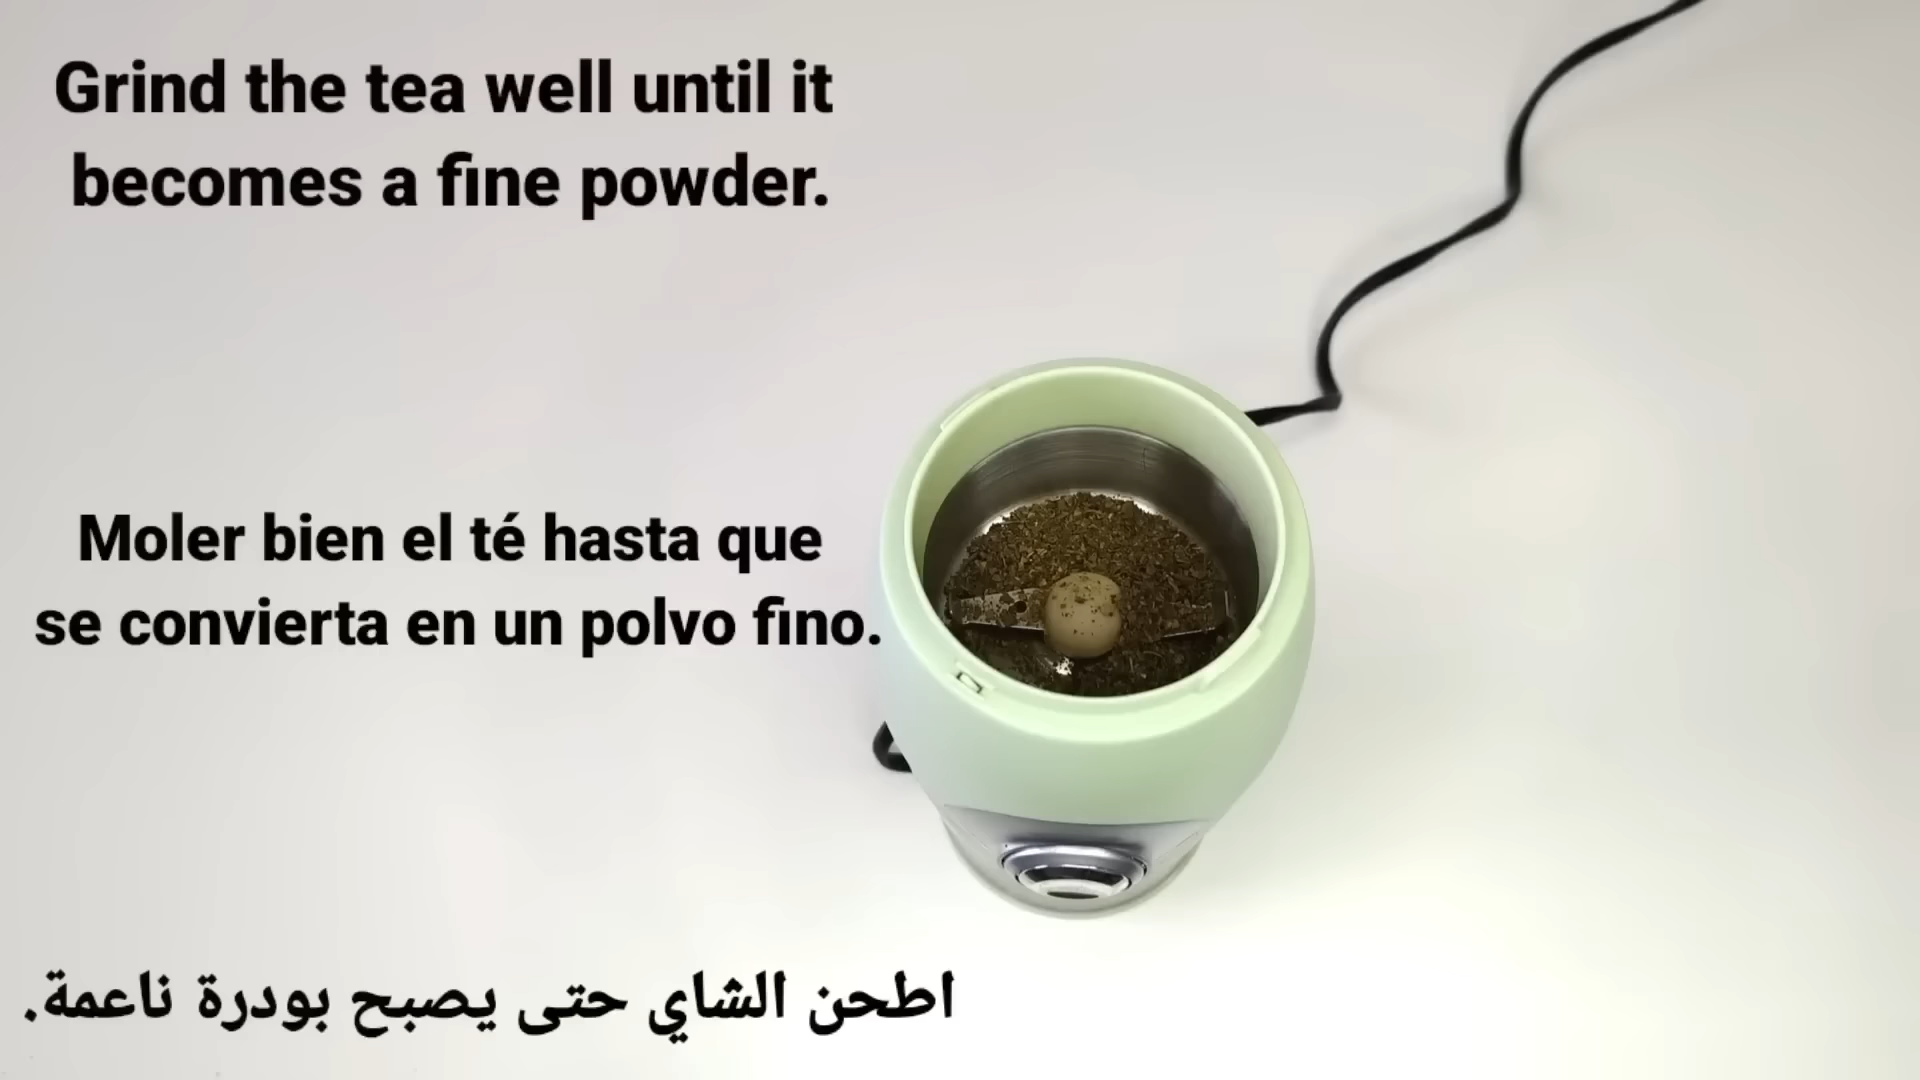 Grind the tea well until it
becomes a fine powder.
Moler bien el té hasta que
se convierta en un polvo fino.
اطحن الشاي حتى يصبح بودرة ناعمة.